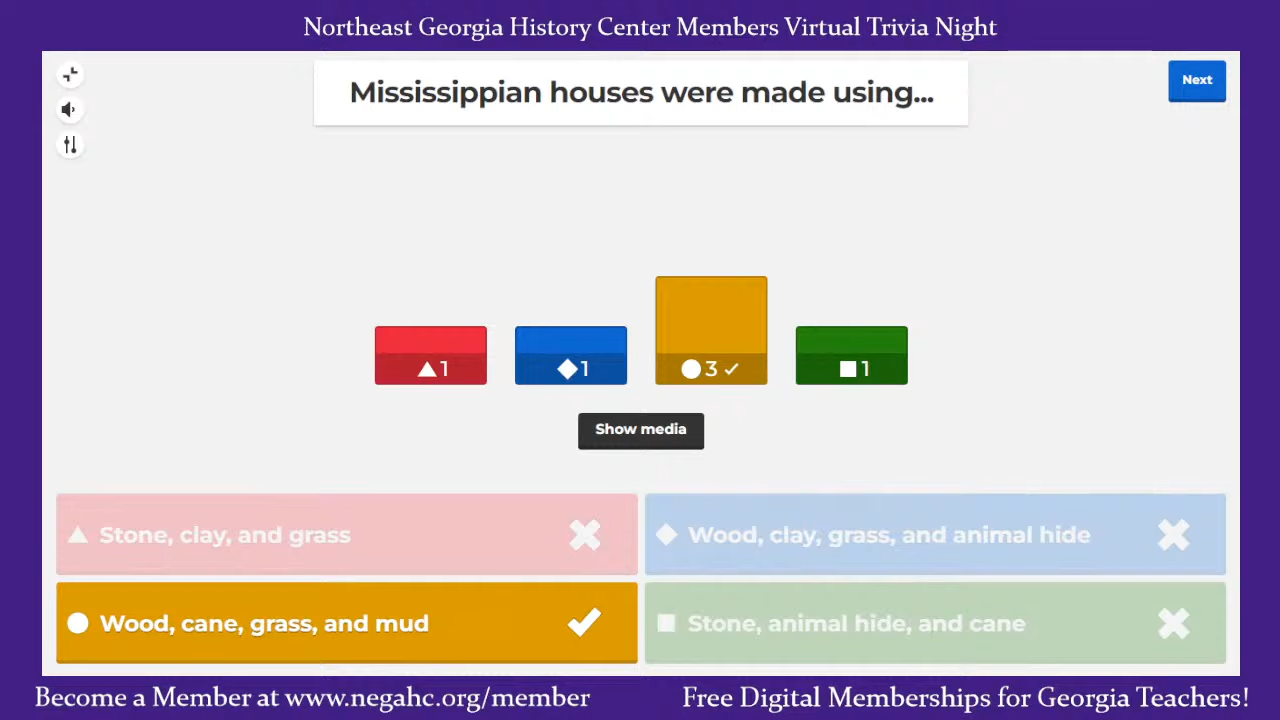 Northeast Georgia History Center Members Virtual Trivia Night
Mississippian houses were made using...
Next
1
1
3
1
Show media
Stone, clay, and grass
Wood, clay, grass, and animal hide
Wood, cane, grass, and mud
Stone, animal hide, and cane
Become a Member at www.negahc.org/member
Free Digital Memberships for Georgia Teachers!